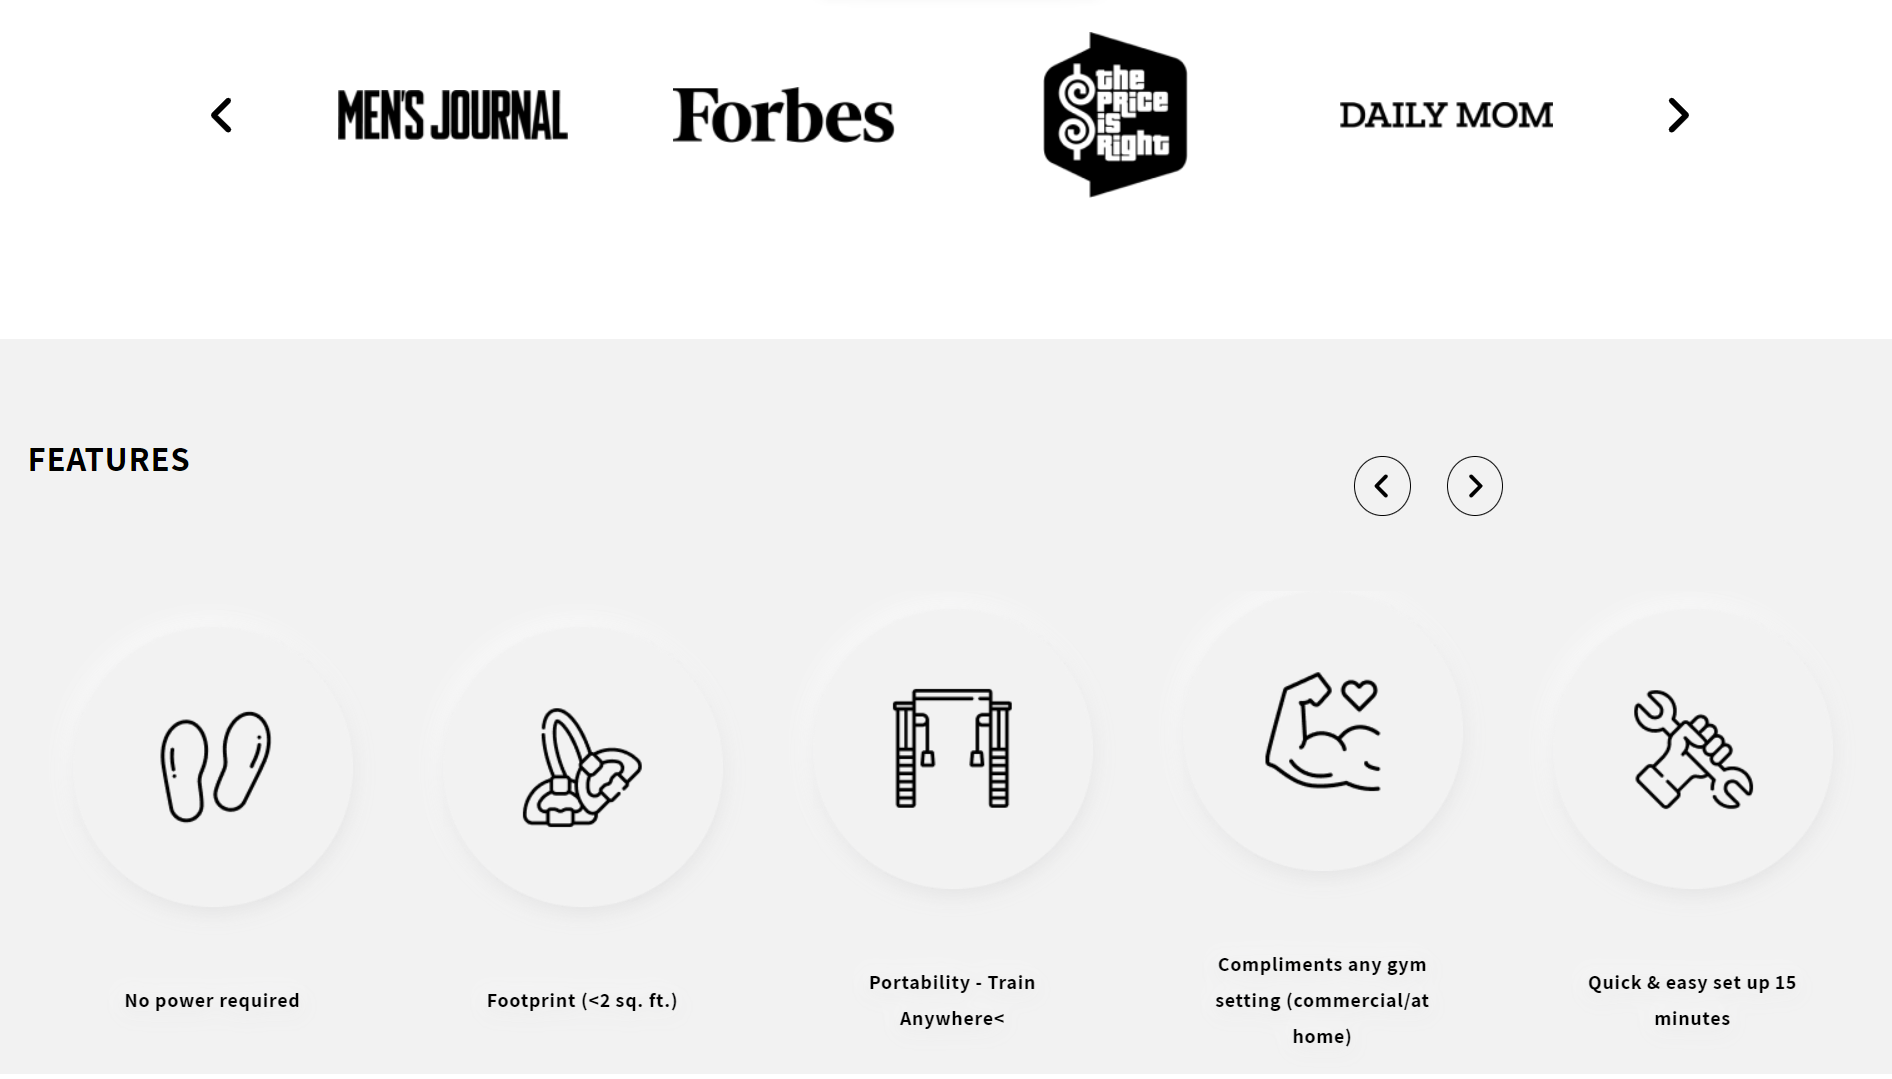 MEN'S JOURNAL
Forbes
the
PRICE
is
Right
DAILY MOM
FEATURES
No power required
Footprint (<2 sq. ft.)
Portability - Train
Anywhere<
Compliments any gym
setting (commercial/at
home)
Quick & easy set up 15
minutes